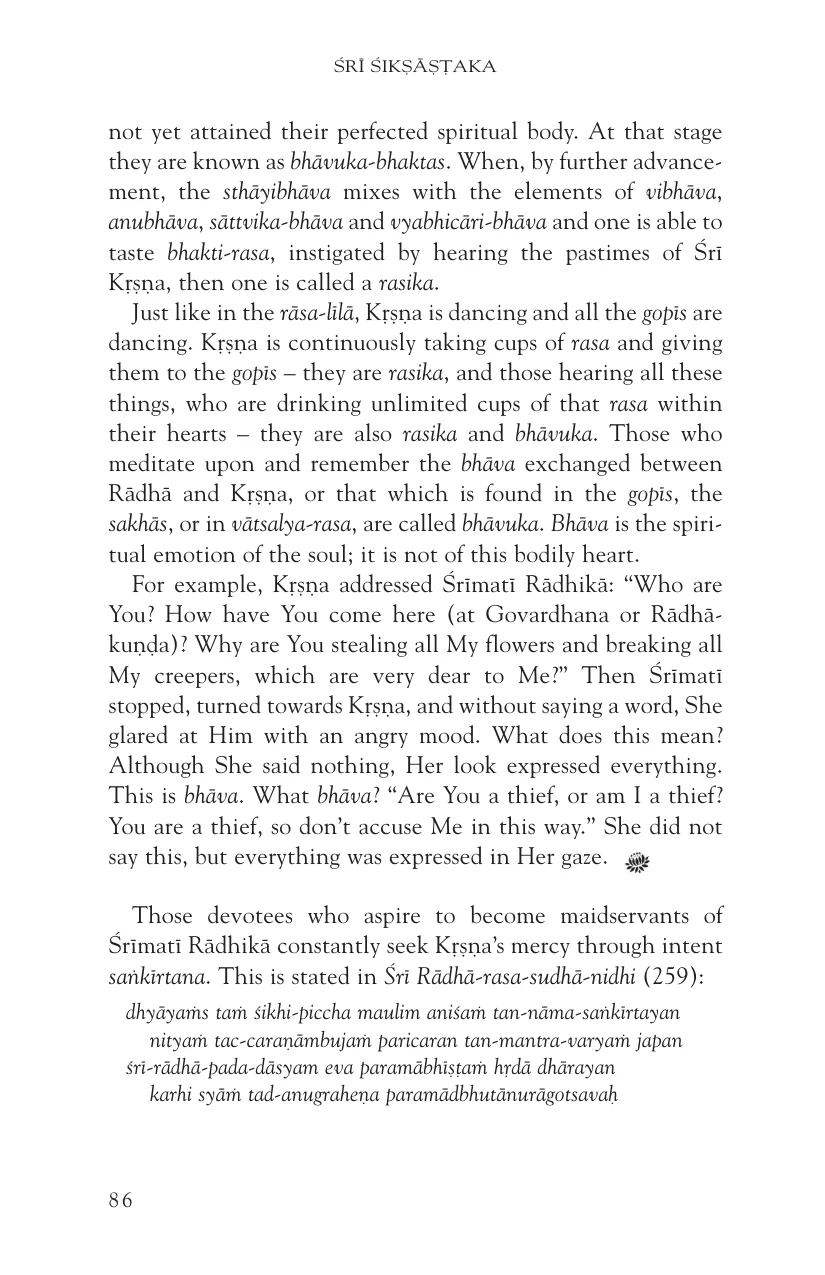 ŚRĪ ŚIKṢĀṢṬAKA
not yet attained their perfected spiritual body. At that stage
they are known as bhāvuka-bhaktas. When, by further advance-
ment, the sthāyibhāva mixes with the elements of vibhāva,
anubhāva, sāttvika-bhāva and vyabhicāri-bhāva and one is able to
taste bhakti-rasa, instigated by hearing the pastimes of Śrī
Kṛṣṇa, then one is called a rasika.
Just like in the rāsa-līlā, Kṛṣṇa is dancing and all the gopīs are
dancing. Kṛṣṇa is continuously taking cups of rasa and giving
them to the gopīs – they are rasika, and those hearing all these
things, who are drinking unlimited cups of that rasa within
their hearts – they are also rasika and bhāvuka. Those who
meditate upon and remember the bhāva exchanged between
Rādhā and Kṛṣṇa, or that which is found in the gopīs, the
sakhās, or in vātsalya-rasa, are called bhāvuka. Bhāva is the spiri-
tual emotion of the soul; it is not of this bodily heart.
For example, Kṛṣṇa addressed Śrīmatī Rādhikā: “Who are
You? How have You come here (at Govardhana or Rādhā-
kuṇḍa)? Why are You stealing all My flowers and breaking all
My creepers, which are very dear to Me?” Then Śrīmatī
stopped, turned towards Kṛṣṇa, and without saying a word, She
glared at Him with an angry mood. What does this mean?
Although She said nothing, Her look expressed everything.
This is bhāva. What bhāva? “Are You a thief, or am I a thief?
You are a thief, so don’t accuse Me in this way.” She did not
say this, but everything was expressed in Her gaze.
Those devotees who aspire to become maidservants of
Śrīmatī Rādhikā constantly seek Kṛṣṇa’s mercy through intent
saṅkīrtana. This is stated in Śrī Rādhā-rasa-sudhā-nidhi (259):
dhyāyaṁs taṁ śikhi-piccha maulim aniśaṁ tan-nāma-saṅkīrtayan
nityaṁ tac-caraṇāmbujaṁ paricaran tan-mantra-varyaṁ japan
śrī-rādhā-pada-dāsyam eva paramābhīṣṭaṁ hṛdā dhārayan
karhi syāṁ tad-anugraheṇa paramādbhutānurāgotsavaḥ
86